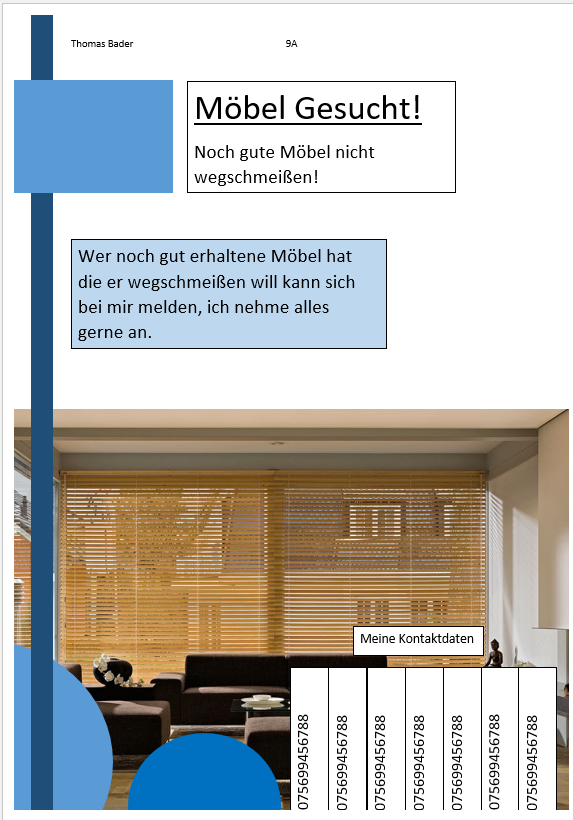 Thomas Bader 9A
Möbel Gesucht!
Noch gute Möbel nicht
wegschmeißen!
Wer noch gut erhaltene Möbel hat
die er wegschmeißen will kann sich
bei mir melden, ich nehme alles
gerne an.
Meine Kontaktdaten
075699456788
075699456788
075699456788
075699456788
075699456788
075699456788
075699456788